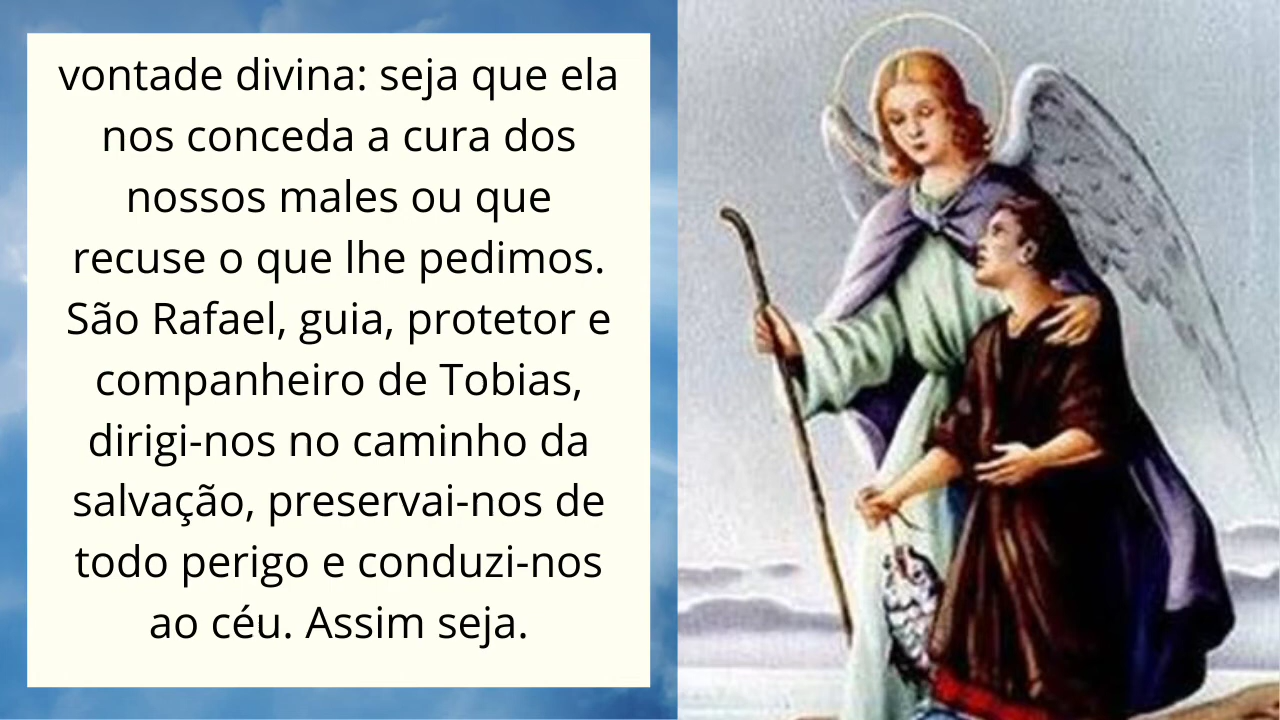 vontade divina: seja que ela
nos conceda a cura dos
nossos males ou que
recuse o que lhe pedimos.
São Rafael, guia, protetor e
companheiro de Tobias,
dirigi-nos no caminho da
salvação, preservai-nos de
todo perigo e conduzi-nos
ao céu. Assim seja.